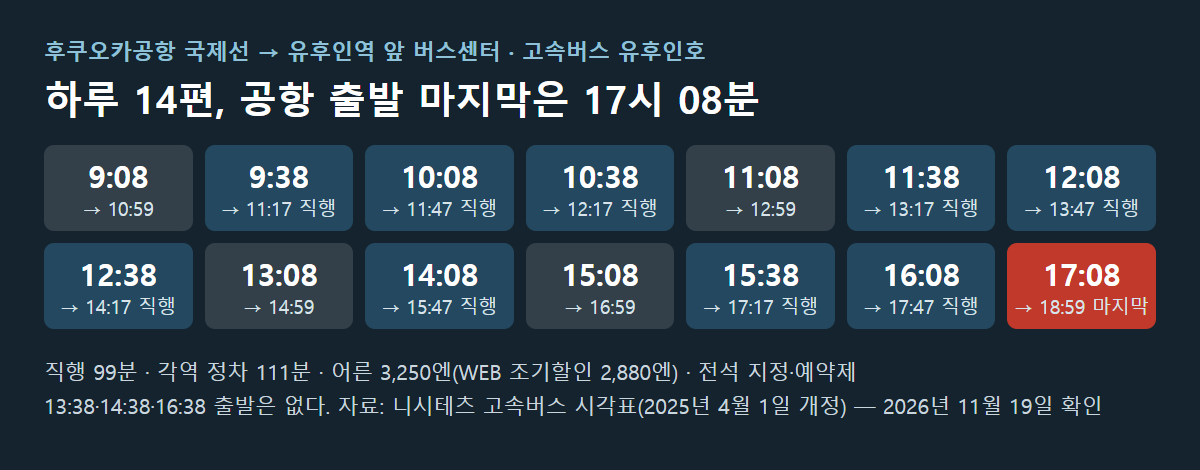 후쿠오카공항 국제선 → 유후인역 앞 버스센터 · 고속버스 유후인호
하루 14편, 공항 출발 마지막은 17시 08분
9:08 9:38 10:08 10:38 11:08 11:38 12:08
→ 10:59 → 11:17 직행 → 11:47 직행 → 12:17 직행 → 12:59 → 13:17 직행 → 13:47 직행
12:38 13:08 14:08 15:08 15:38 16:08 17:08
→ 14:17 직행 → 14:59 → 15:47 직행 → 16:59 → 17:17 직행 → 17:47 직행 → 18:59 마지막
직행 99분 · 각역 정차 111분 · 어른 3,250엔(WEB 조기할인 2,880엔) · 전석 지정·예약제
13:38·14:38·16:38 출발은 없다. 자료: 니시테츠 고속버스 시각표(2025년 4월 1일 개정) — 2026년 11월 19일 확인